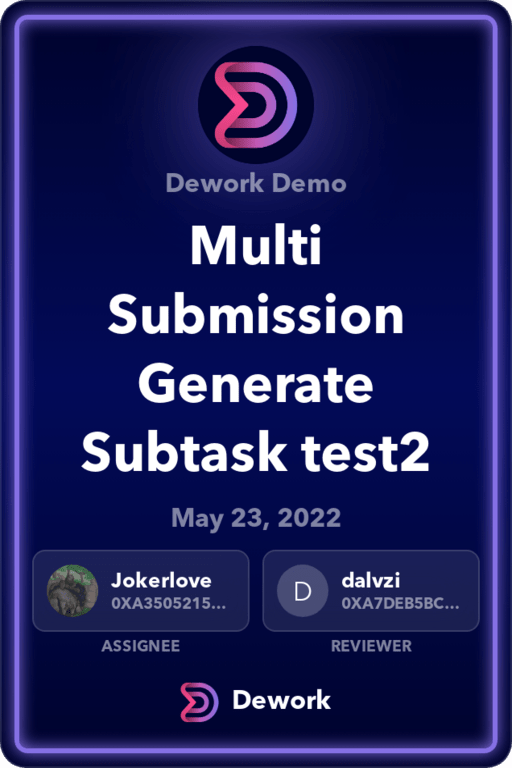 Dework Demo
Multi
Submission
Generate
Subtask test2
May 23, 2022
Jokerlove
0XA3505215...
ASSIGNEE
D
dalvzi
0XA7DEB5BC...
REVIEWER
Dework